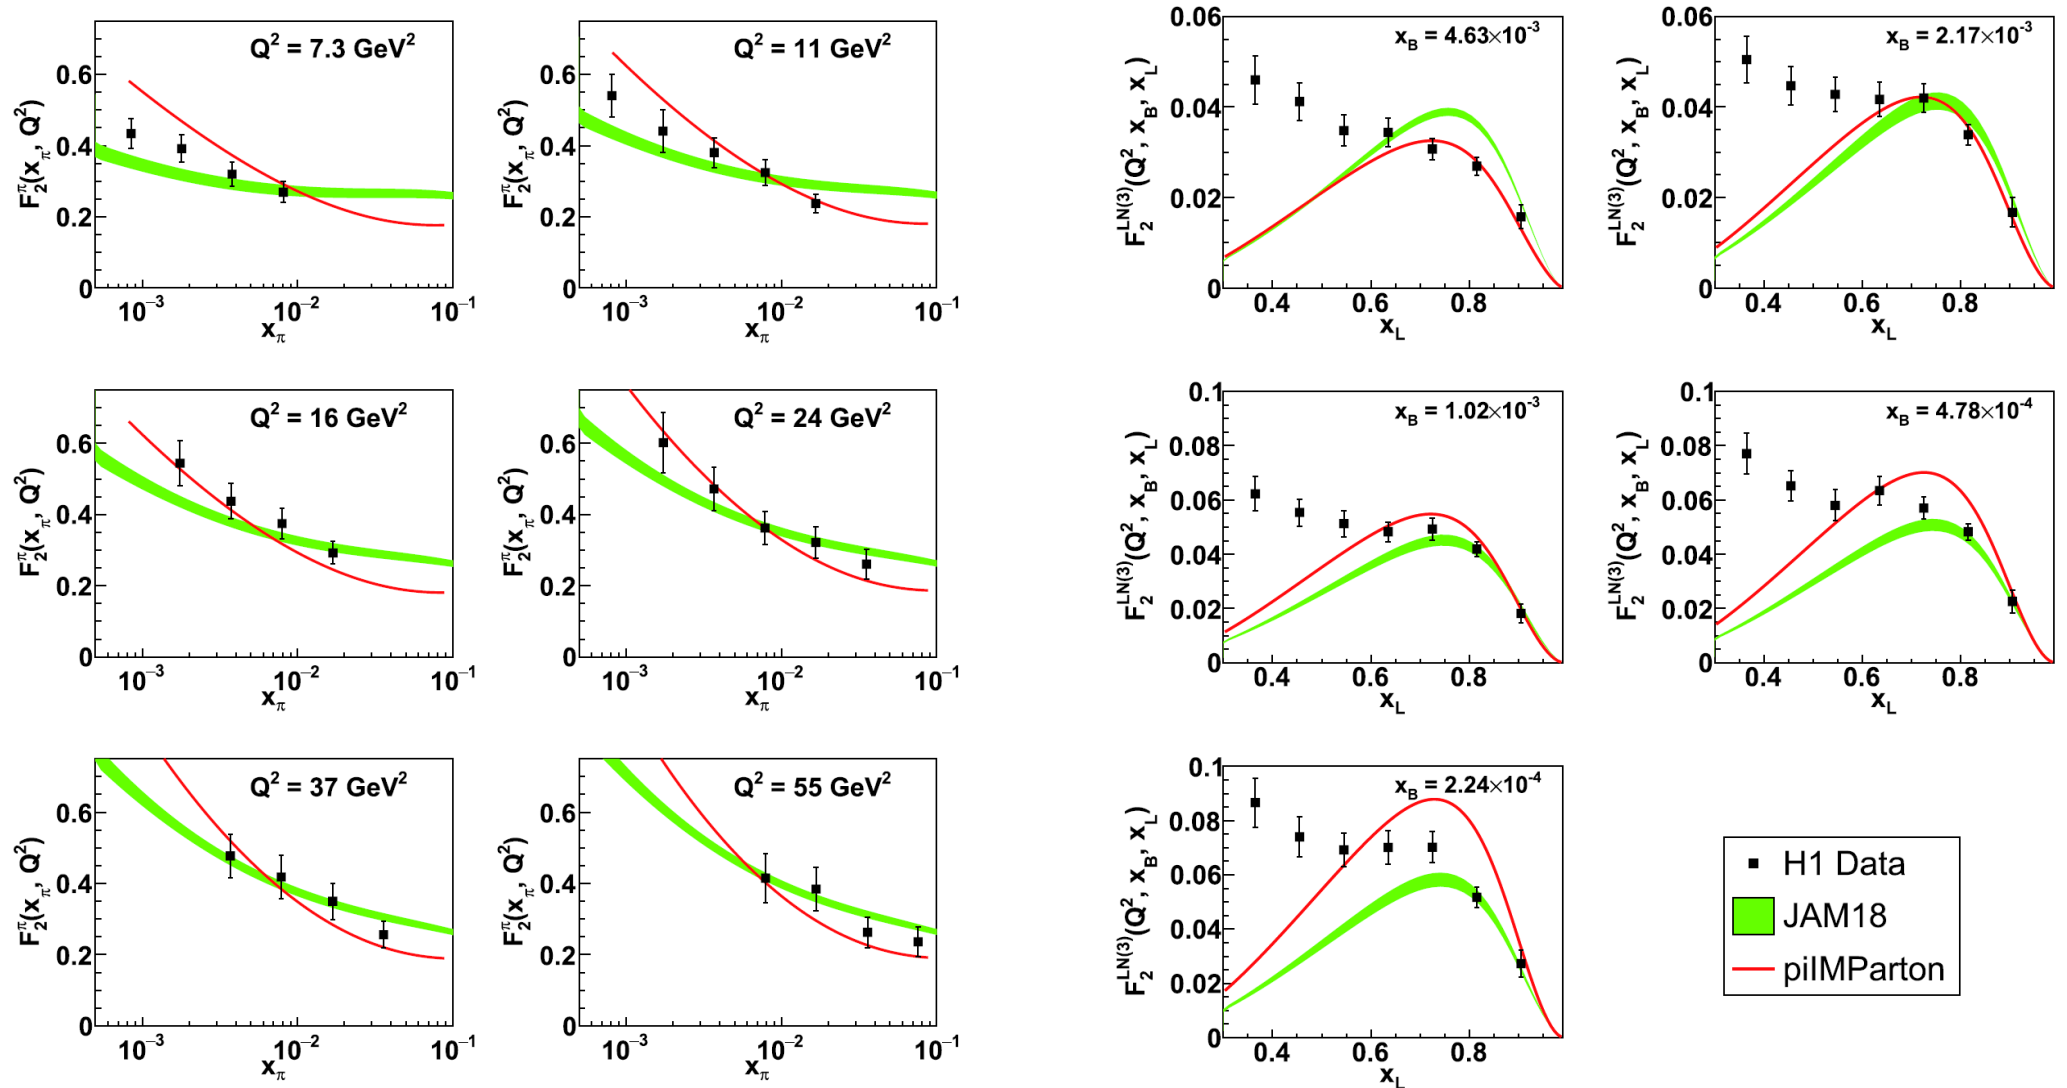 Q² = 7.3 GeV²
F₂^π(x_π, Q²)
0.6
0.4
0.2
0
10⁻³
10⁻²
10⁻¹
x_π
Q² = 11 GeV²
F₂^π(x_π, Q²)
0.6
0.4
0.2
0
10⁻³
10⁻²
10⁻¹
x_π
x_B = 4.63×10⁻³
F₂^LN(3)(Q², x_B, x_L)
0.06
0.04
0.02
0
0.4
0.6
0.8
x_L
x_B = 2.17×10⁻³
F₂^LN(3)(Q², x_B, x_L)
0.06
0.04
0.02
0
0.4
0.6
0.8
x_L
Q² = 16 GeV²
F₂^π(x_π, Q²)
0.6
0.4
0.2
0
10⁻³
10⁻²
10⁻¹
x_π
Q² = 24 GeV²
F₂^π(x_π, Q²)
0.6
0.4
0.2
0
10⁻³
10⁻²
10⁻¹
x_π
x_B = 1.02×10⁻³
F₂^LN(3)(Q², x_B, x_L)
0.1
0.08
0.06
0.04
0.02
0
0.4
0.6
0.8
x_L
x_B = 4.78×10⁻⁴
F₂^LN(3)(Q², x_B, x_L)
0.1
0.08
0.06
0.04
0.02
0
0.4
0.6
0.8
x_L
Q² = 37 GeV²
F₂^π(x_π, Q²)
0.6
0.4
0.2
0
10⁻³
10⁻²
10⁻¹
x_π
Q² = 55 GeV²
F₂^π(x_π, Q²)
0.6
0.4
0.2
0
10⁻³
10⁻²
10⁻¹
x_π
x_B = 2.24×10⁻⁴
F₂^LN(3)(Q², x_B, x_L)
0.1
0.08
0.06
0.04
0.02
0
0.4
0.6
0.8
x_L
H1 Data
JAM18
piIMParton